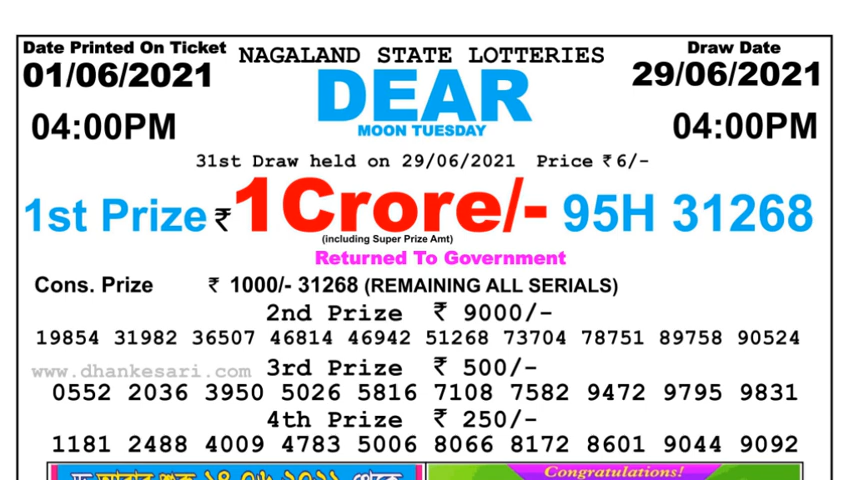 Date Printed On Ticket NAGALAND STATE LOTTERIES Draw Date
01/06/2021 DEAR 29/06/2021
04:00PM MOON TUESDAY 04:00PM
31st Draw held on 29/06/2021 Price ₹6/-
1st Prize ₹1Crore/- 95H 31268
(including Super Prize Amt)
Returned To Government
Cons. Prize ₹ 1000/- 31268 (REMAINING ALL SERIALS)
2nd Prize ₹ 9000/-
19854 31982 36507 46814 46942 51268 73704 78751 89758 90524
www.dhankesari.com 3rd Prize ₹ 500/-
0552 2036 3950 5026 5816 7108 7582 9472 9795 9831
4th Prize ₹ 250/-
1181 2488 4009 4783 5006 8066 8172 8601 9044 9092
Congratulations!